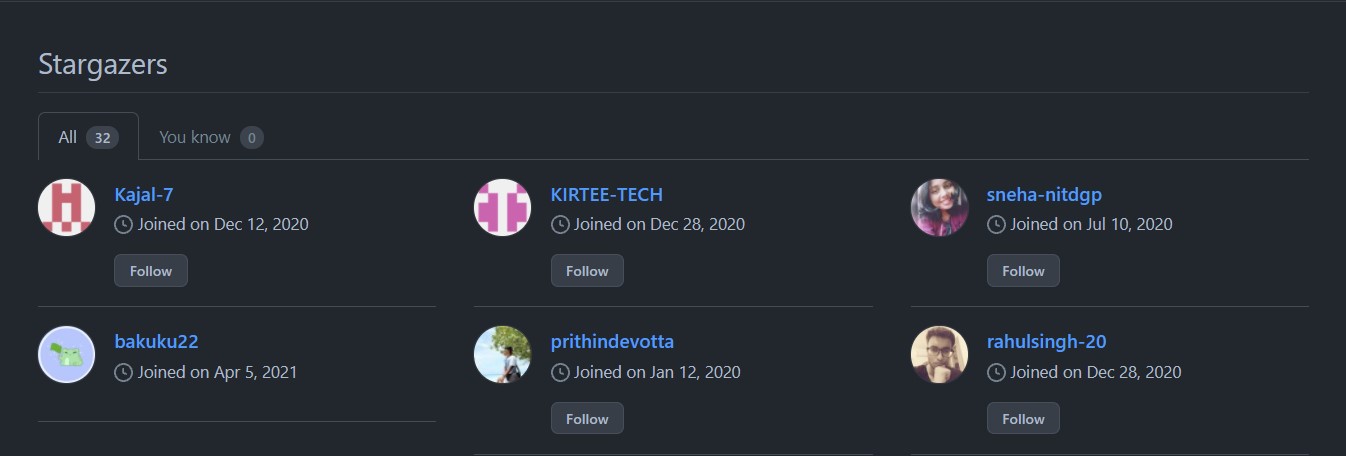 Stargazers
All 32 You know 0
Kajal-7
Joined on Dec 12, 2020
Follow
KIRTEE-TECH
Joined on Dec 28, 2020
Follow
sneha-nitdgp
Joined on Jul 10, 2020
Follow
bakuku22
Joined on Apr 5, 2021
prithindevotta
Joined on Jan 12, 2020
Follow
rahulsingh-20
Joined on Dec 28, 2020
Follow